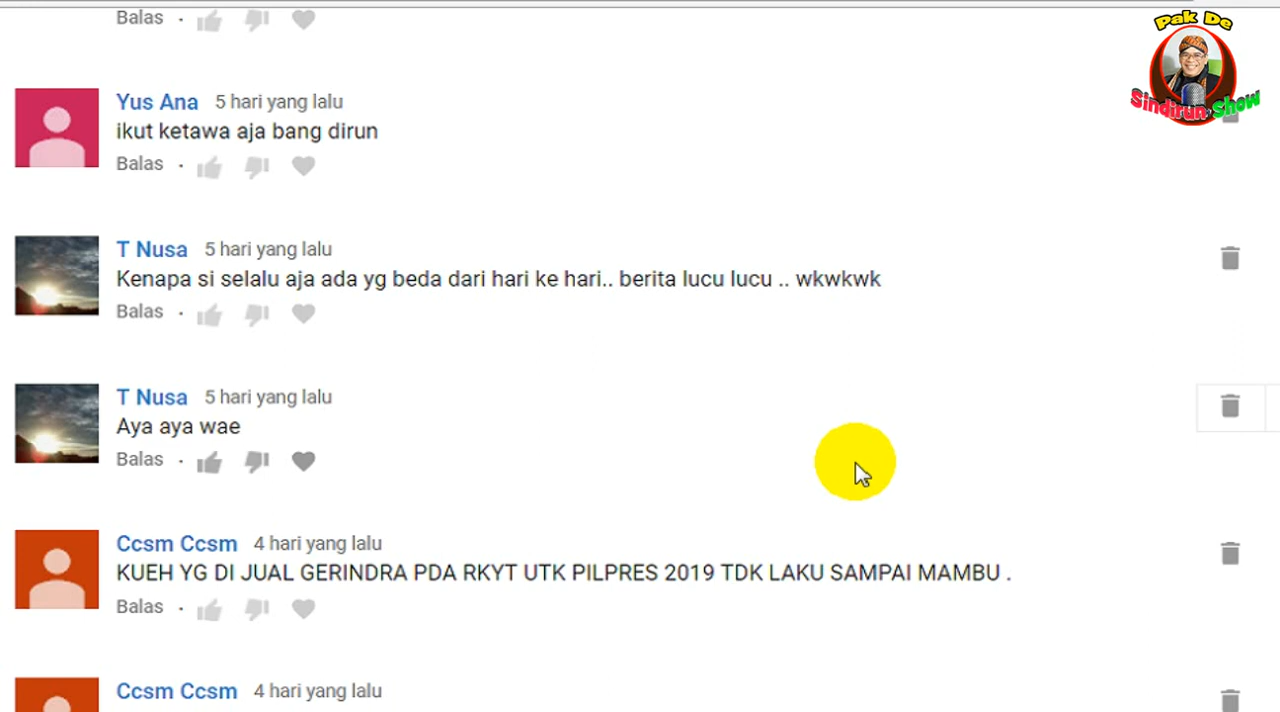 Balas
Pak De
Sindirun Show
Yus Ana 5 hari yang lalu
ikut ketawa aja bang dirun
Balas
T Nusa 5 hari yang lalu
Kenapa si selalu aja ada yg beda dari hari ke hari.. berita lucu lucu .. wkwkwk
Balas
T Nusa 5 hari yang lalu
Aya aya wae
Balas
Ccsm Ccsm 4 hari yang lalu
KUEH YG DI JUAL GERINDRA PDA RKYT UTK PILPRES 2019 TDK LAKU SAMPAI MAMBU .
Balas
Ccsm Ccsm 4 hari yang lalu